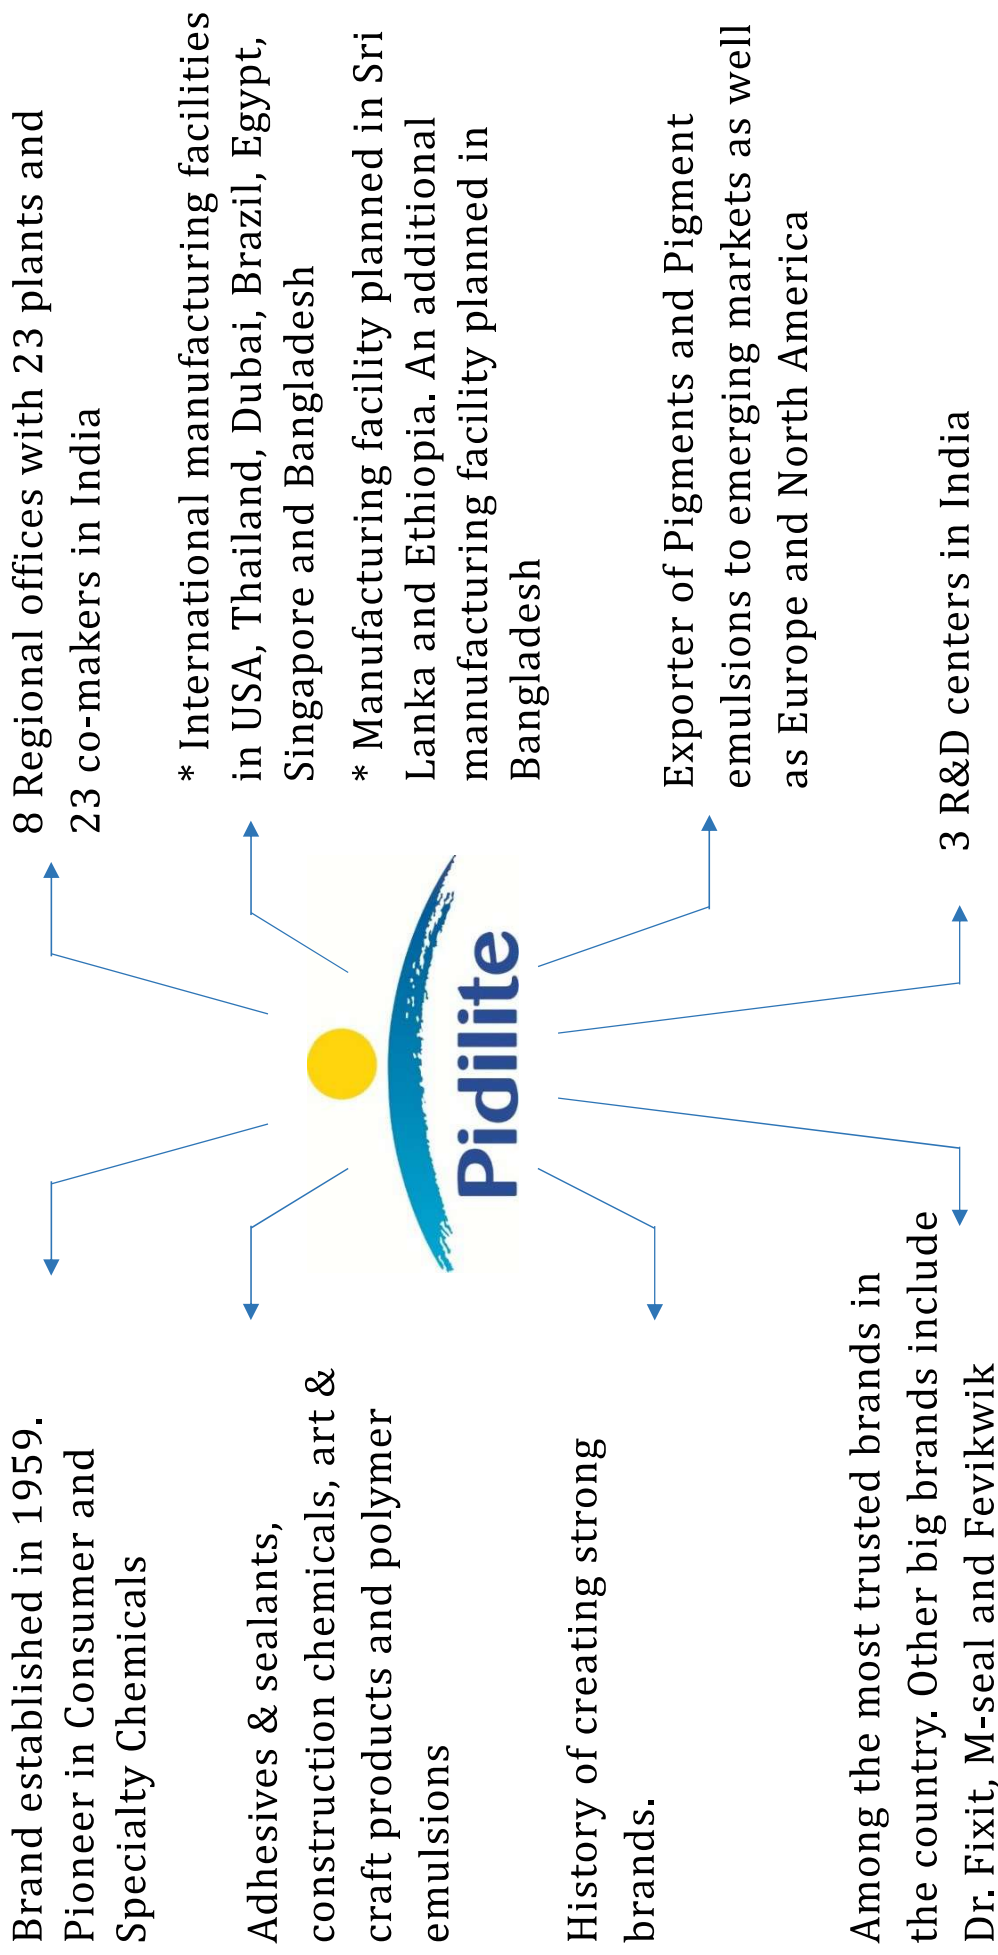 Brand established in 1959.
Pioneer in Consumer and
Specialty Chemicals
Adhesives & sealants,
construction chemicals, art &
craft products and polymer
emulsions
History of creating strong
brands.
Among the most trusted brands in
the country. Other big brands include
Dr. Fixit, M-seal and Fevikwik
Pidilite
8 Regional offices with 23 plants and
23 co-makers in India
* International manufacturing facilities
in USA, Thailand, Dubai, Brazil, Egypt,
Singapore and Bangladesh
* Manufacturing facility planned in Sri
Lanka and Ethiopia. An additional
manufacturing facility planned in
Bangladesh
Exporter of Pigments and Pigment
emulsions to emerging markets as well
as Europe and North America
3 R&D centers in India